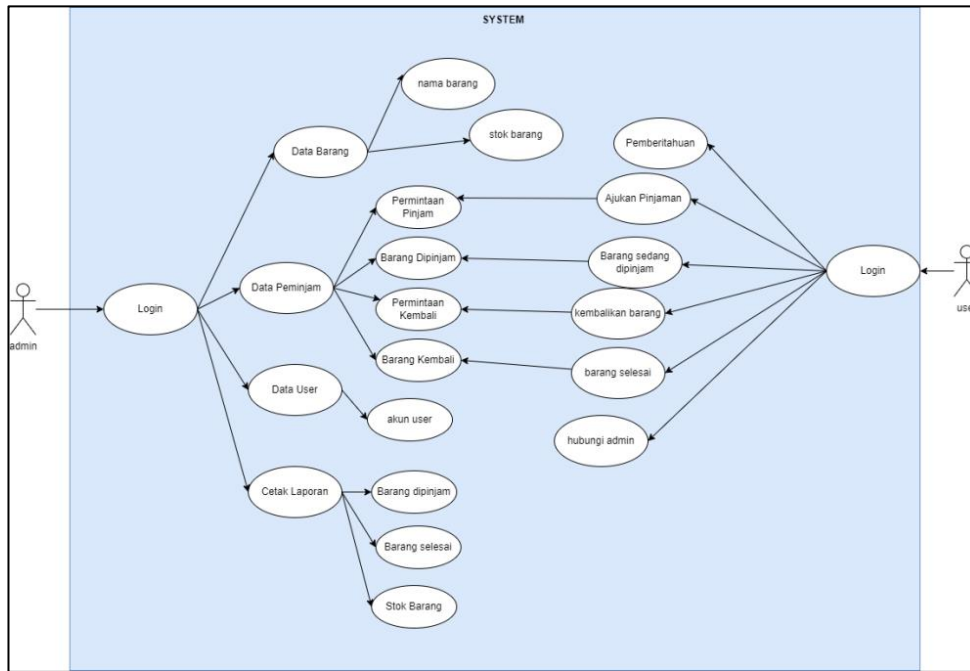 SYSTEM
nama barang
stok barang
Data Barang
Pemberitahuan
Permintaan
Pinjam
Ajukan Pinjaman
Barang Dipinjam
Barang sedang
dipinjam
Login
Data Peminjam
Permintaan
Kembali
kembalikan barang
Login
admin
use
Barang Kembali
barang selesai
Data User
akun user
hubungi admin
Cetak Laporan
Barang dipinjam
Barang selesai
Stok Barang